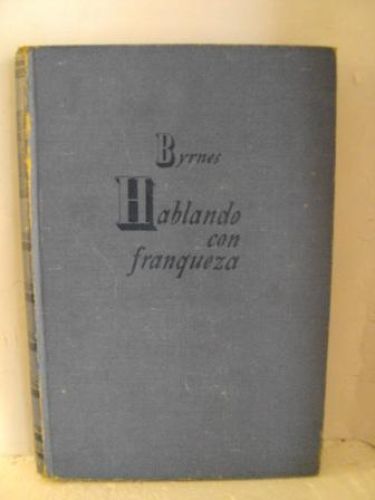 Byrnes
Hablando
con
franqueza